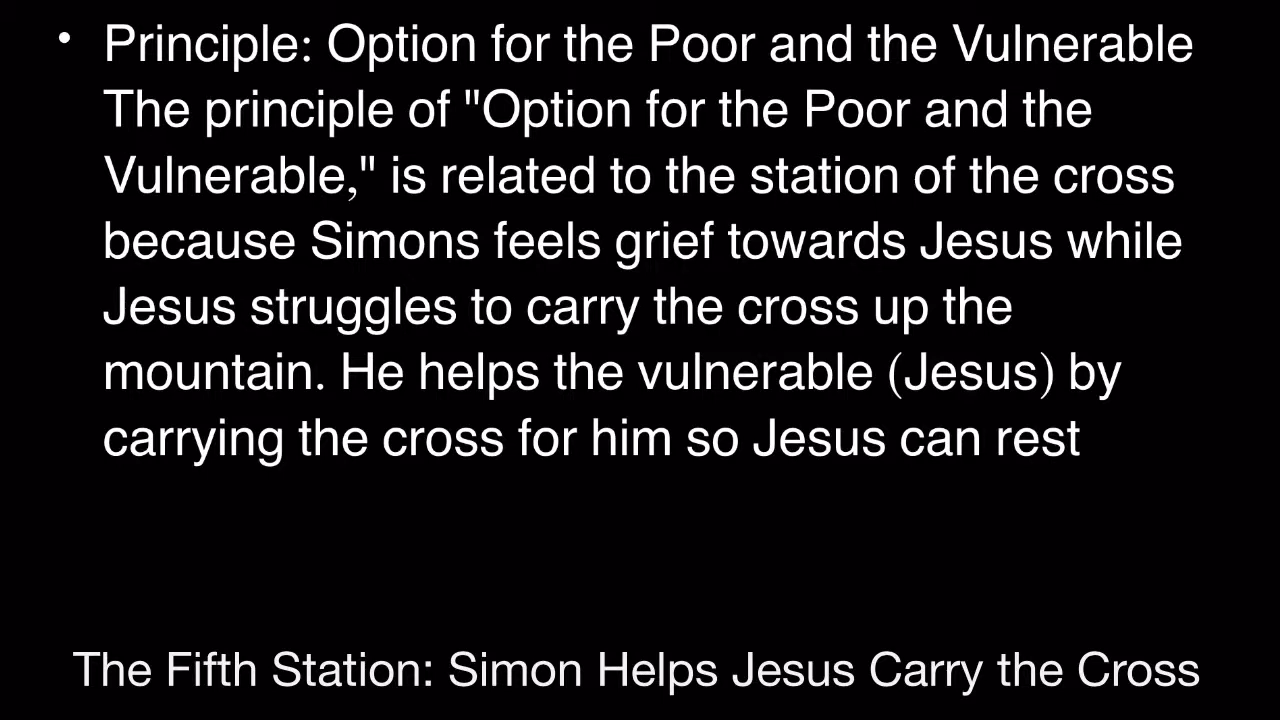 • Principle: Option for the Poor and the Vulnerable
The principle of "Option for the Poor and the
Vulnerable," is related to the station of the cross
because Simons feels grief towards Jesus while
Jesus struggles to carry the cross up the
mountain. He helps the vulnerable (Jesus) by
carrying the cross for him so Jesus can rest
The Fifth Station: Simon Helps Jesus Carry the Cross